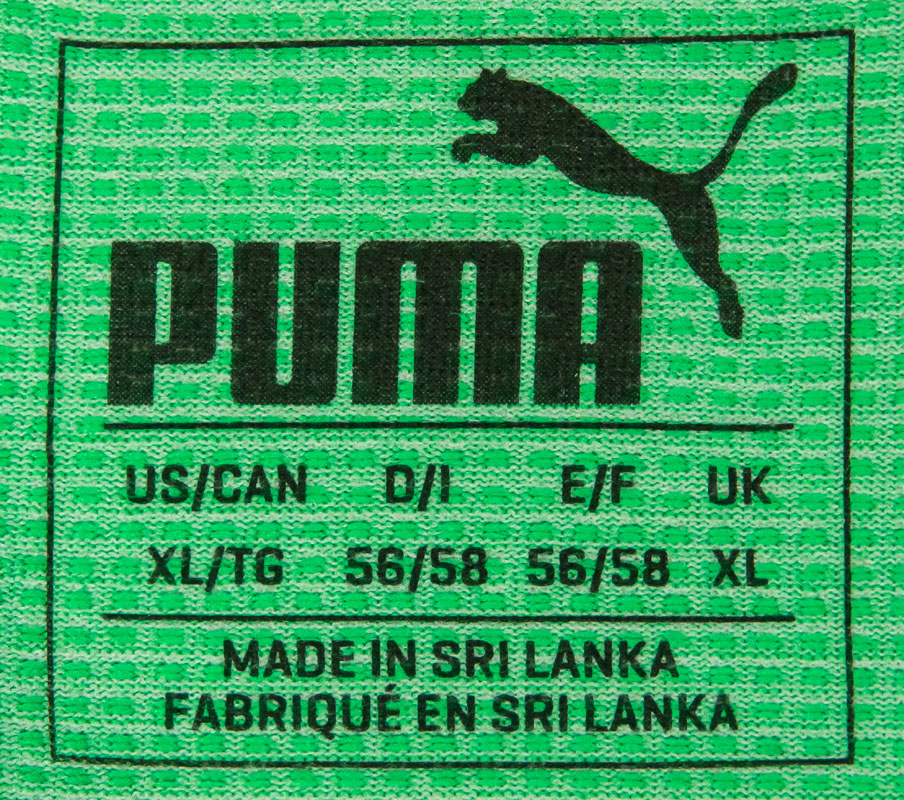 PUMA
US/CAN D/I E/F UK
XL/TG 56/58 56/58 XL
MADE IN SRI LANKA
FABRIQUÉ EN SRI LANKA